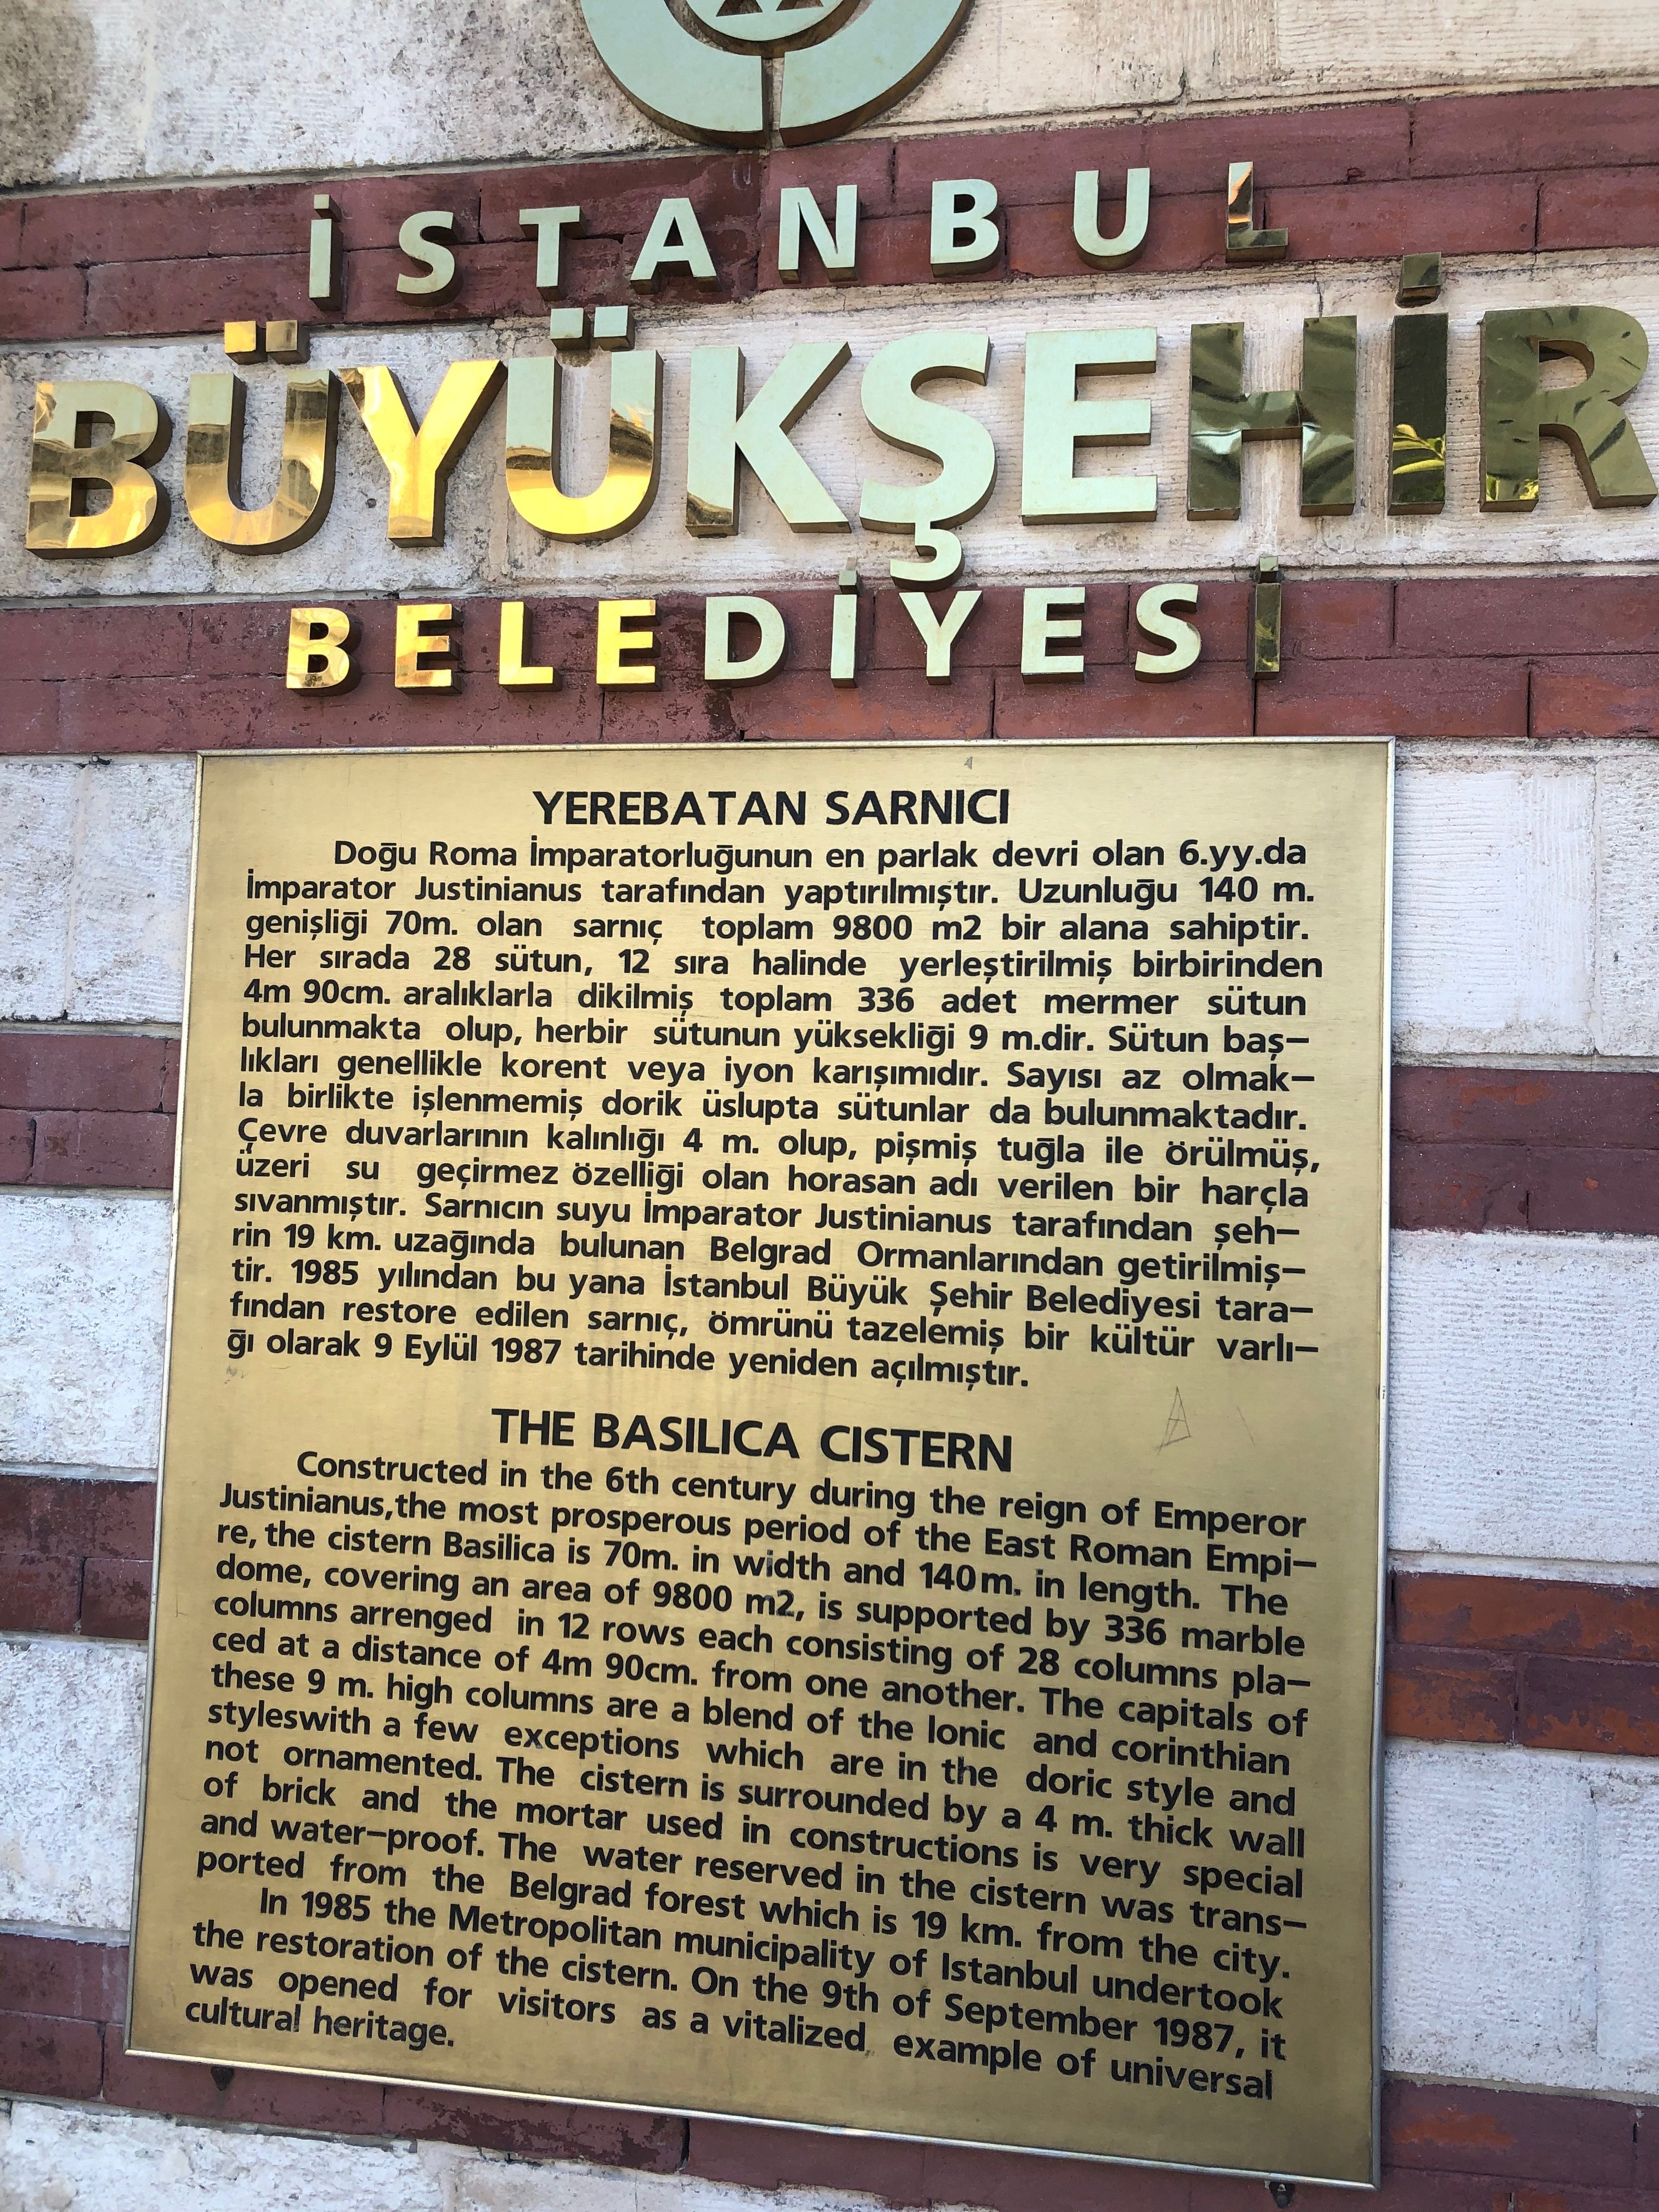 İSTANBUL
BÜYÜKŞEHİR
BELEDİYESİ
YEREBATAN SARNICI
Doğu Roma İmparatorluğunun en parlak devri olan 6.yy.da
İmparator Justinianus tarafından yaptırılmıştır. Uzunluğu 140 m.
genişliği 70m. olan sarnıç toplam 9800 m2 bir alana sahiptir.
Her sırada 28 sütun, 12 sıra halinde yerleştirilmiş birbirinden
4m 90cm. aralıklarla dikilmiş toplam 336 adet mermer sütun
bulunmakta olup, herbir sütunun yüksekliği 9 m.dir. Sütun baş-
lıkları genellikle korent veya iyon karışımıdır. Sayısı az olmak-
la birlikte işlenmemiş dorik üslupta sütunlar da bulunmaktadır.
Çevre duvarlarının kalınlığı 4 m. olup, pişmiş tuğla ile örülmüş,
üzeri su geçirmez özelliği olan horasan adı verilen bir harçla
sıvanmıştır. Sarnıcın suyu İmparator Justinianus tarafından şeh-
rin 19 km. uzağında bulunan Belgrad Ormanlarından getirilmiş-
tir. 1985 yılından bu yana İstanbul Büyük Şehir Belediyesi tara-
fından restore edilen sarnıç, ömrünü tazelemiş bir kültür varlı-
ğı olarak 9 Eylül 1987 tarihinde yeniden açılmıştır.
THE BASILICA CISTERN
Constructed in the 6th century during the reign of Emperor
Justinianus,the most prosperous period of the East Roman Empi-
re, the cistern Basilica is 70m. in width and 140m. in length. The
dome, covering an area of 9800 m2, is supported by 336 marble
columns arrenged in 12 rows each consisting of 28 columns pla-
ced at a distance of 4m 90cm. from one another. The capitals of
these 9 m. high columns are a blend of the Ionic and corinthian
styleswith a few exceptions which are in the doric style and
not ornamented. The cistern is surrounded by a 4 m. thick wall
of brick and the mortar used in constructions is very special
and water-proof. The water reserved in the cistern was trans-
ported from the Belgrad forest which is 19 km. from the city.
In 1985 the Metropolitan municipality of Istanbul undertook
the restoration of the cistern. On the 9th of September 1987, it
was opened for visitors as a vitalized example of universal
cultural heritage.